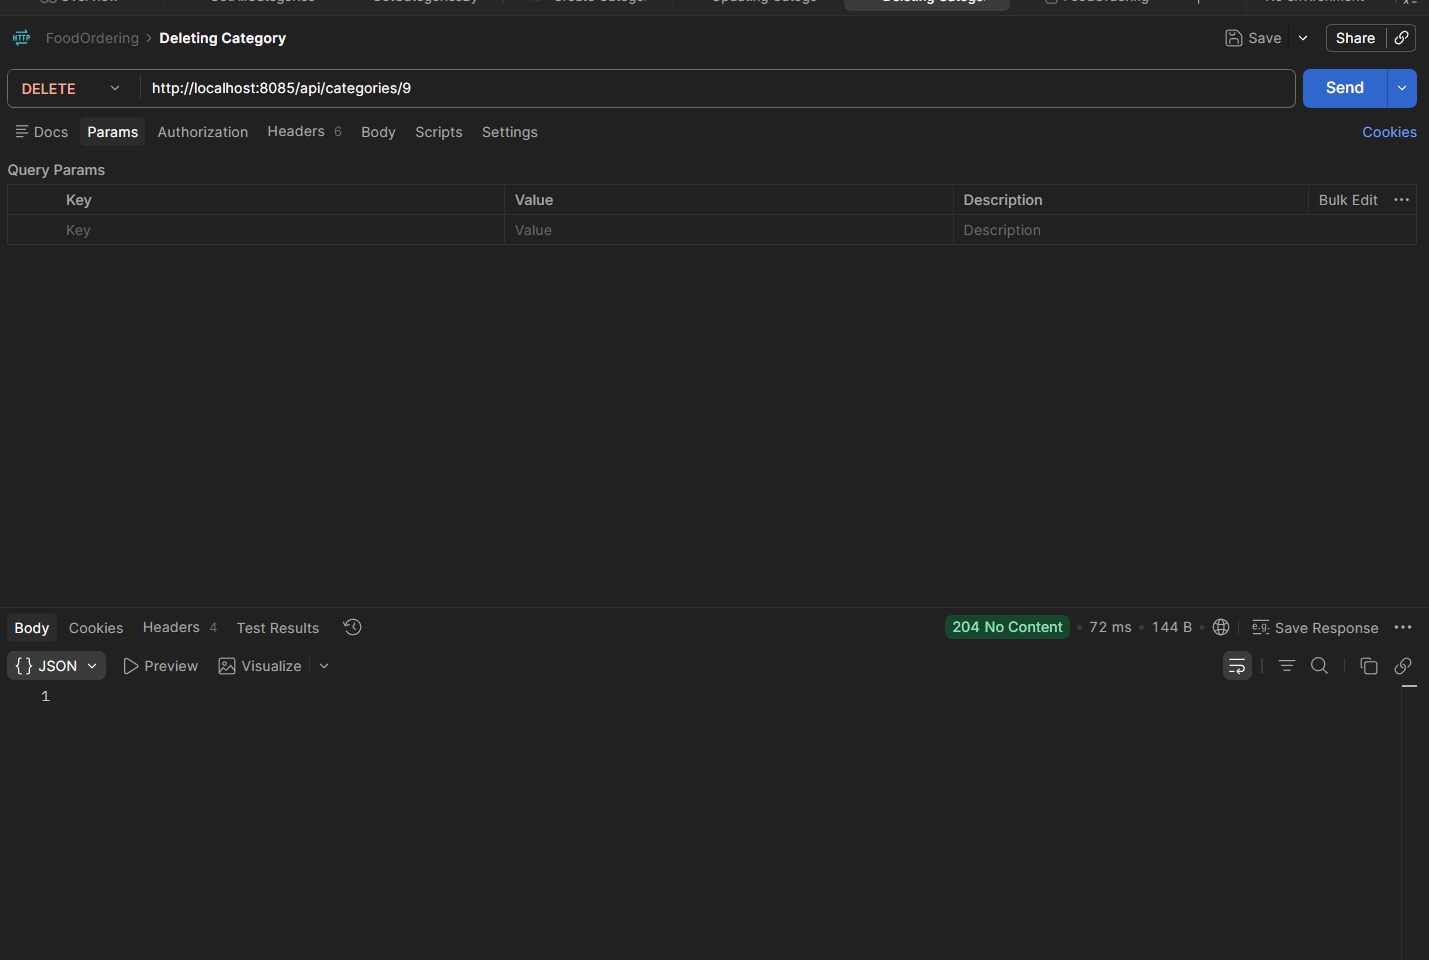 HTTP FoodOrdering > Deleting Category Save Share
DELETE http://localhost:8085/api/categories/9 Send
Docs Params Authorization Headers 6 Body Scripts Settings Cookies
Query Params
Key Value Description Bulk Edit
Key Value Description
Body Cookies Headers 4 Test Results 204 No Content • 72 ms • 144 B • e.g. Save Response
{ } JSON Preview Visualize
1